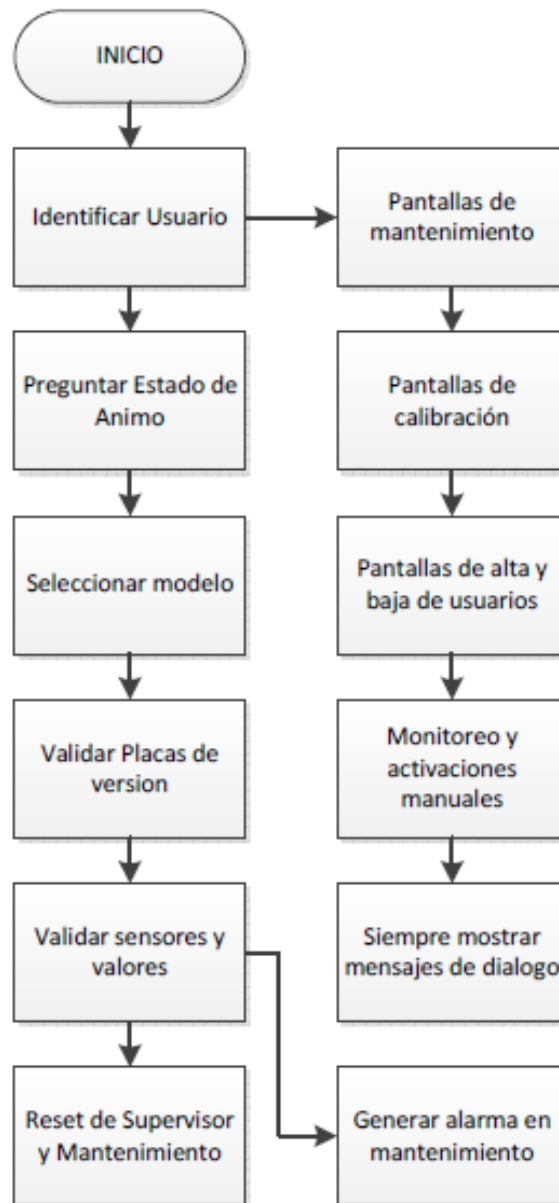 INICIO
Identificar Usuario
Pantallas de
mantenimiento
Preguntar Estado de
Animo
Pantallas de
calibración
Seleccionar modelo
Pantallas de alta y
baja de usuarios
Validar Placas de
version
Monitoreo y
activaciones
manuales
Validar sensores y
valores
Siempre mostrar
mensajes de dialogo
Reset de Supervisor
y Mantenimiento
Generar alarma en
mantenimiento